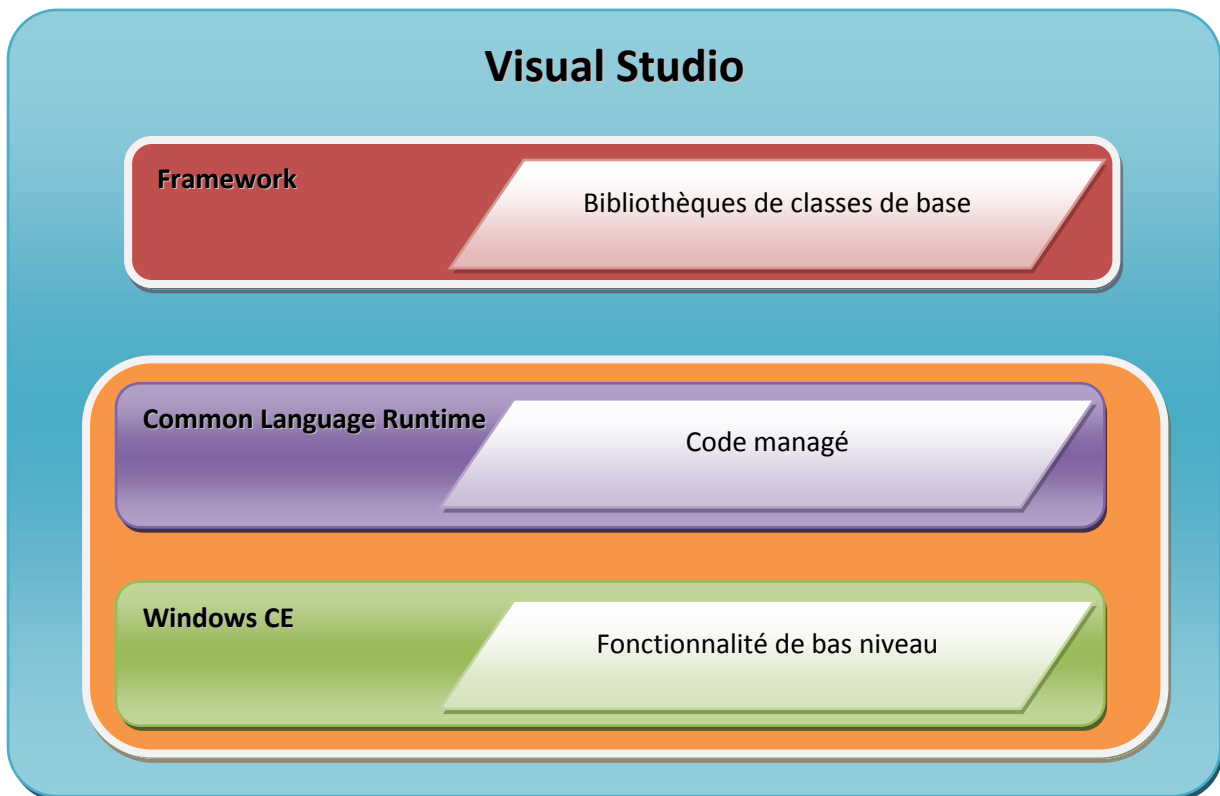 Visual Studio
Framework
Bibliothèques de classes de base
Common Language Runtime
Code managé
Windows CE
Fonctionnalité de bas niveau